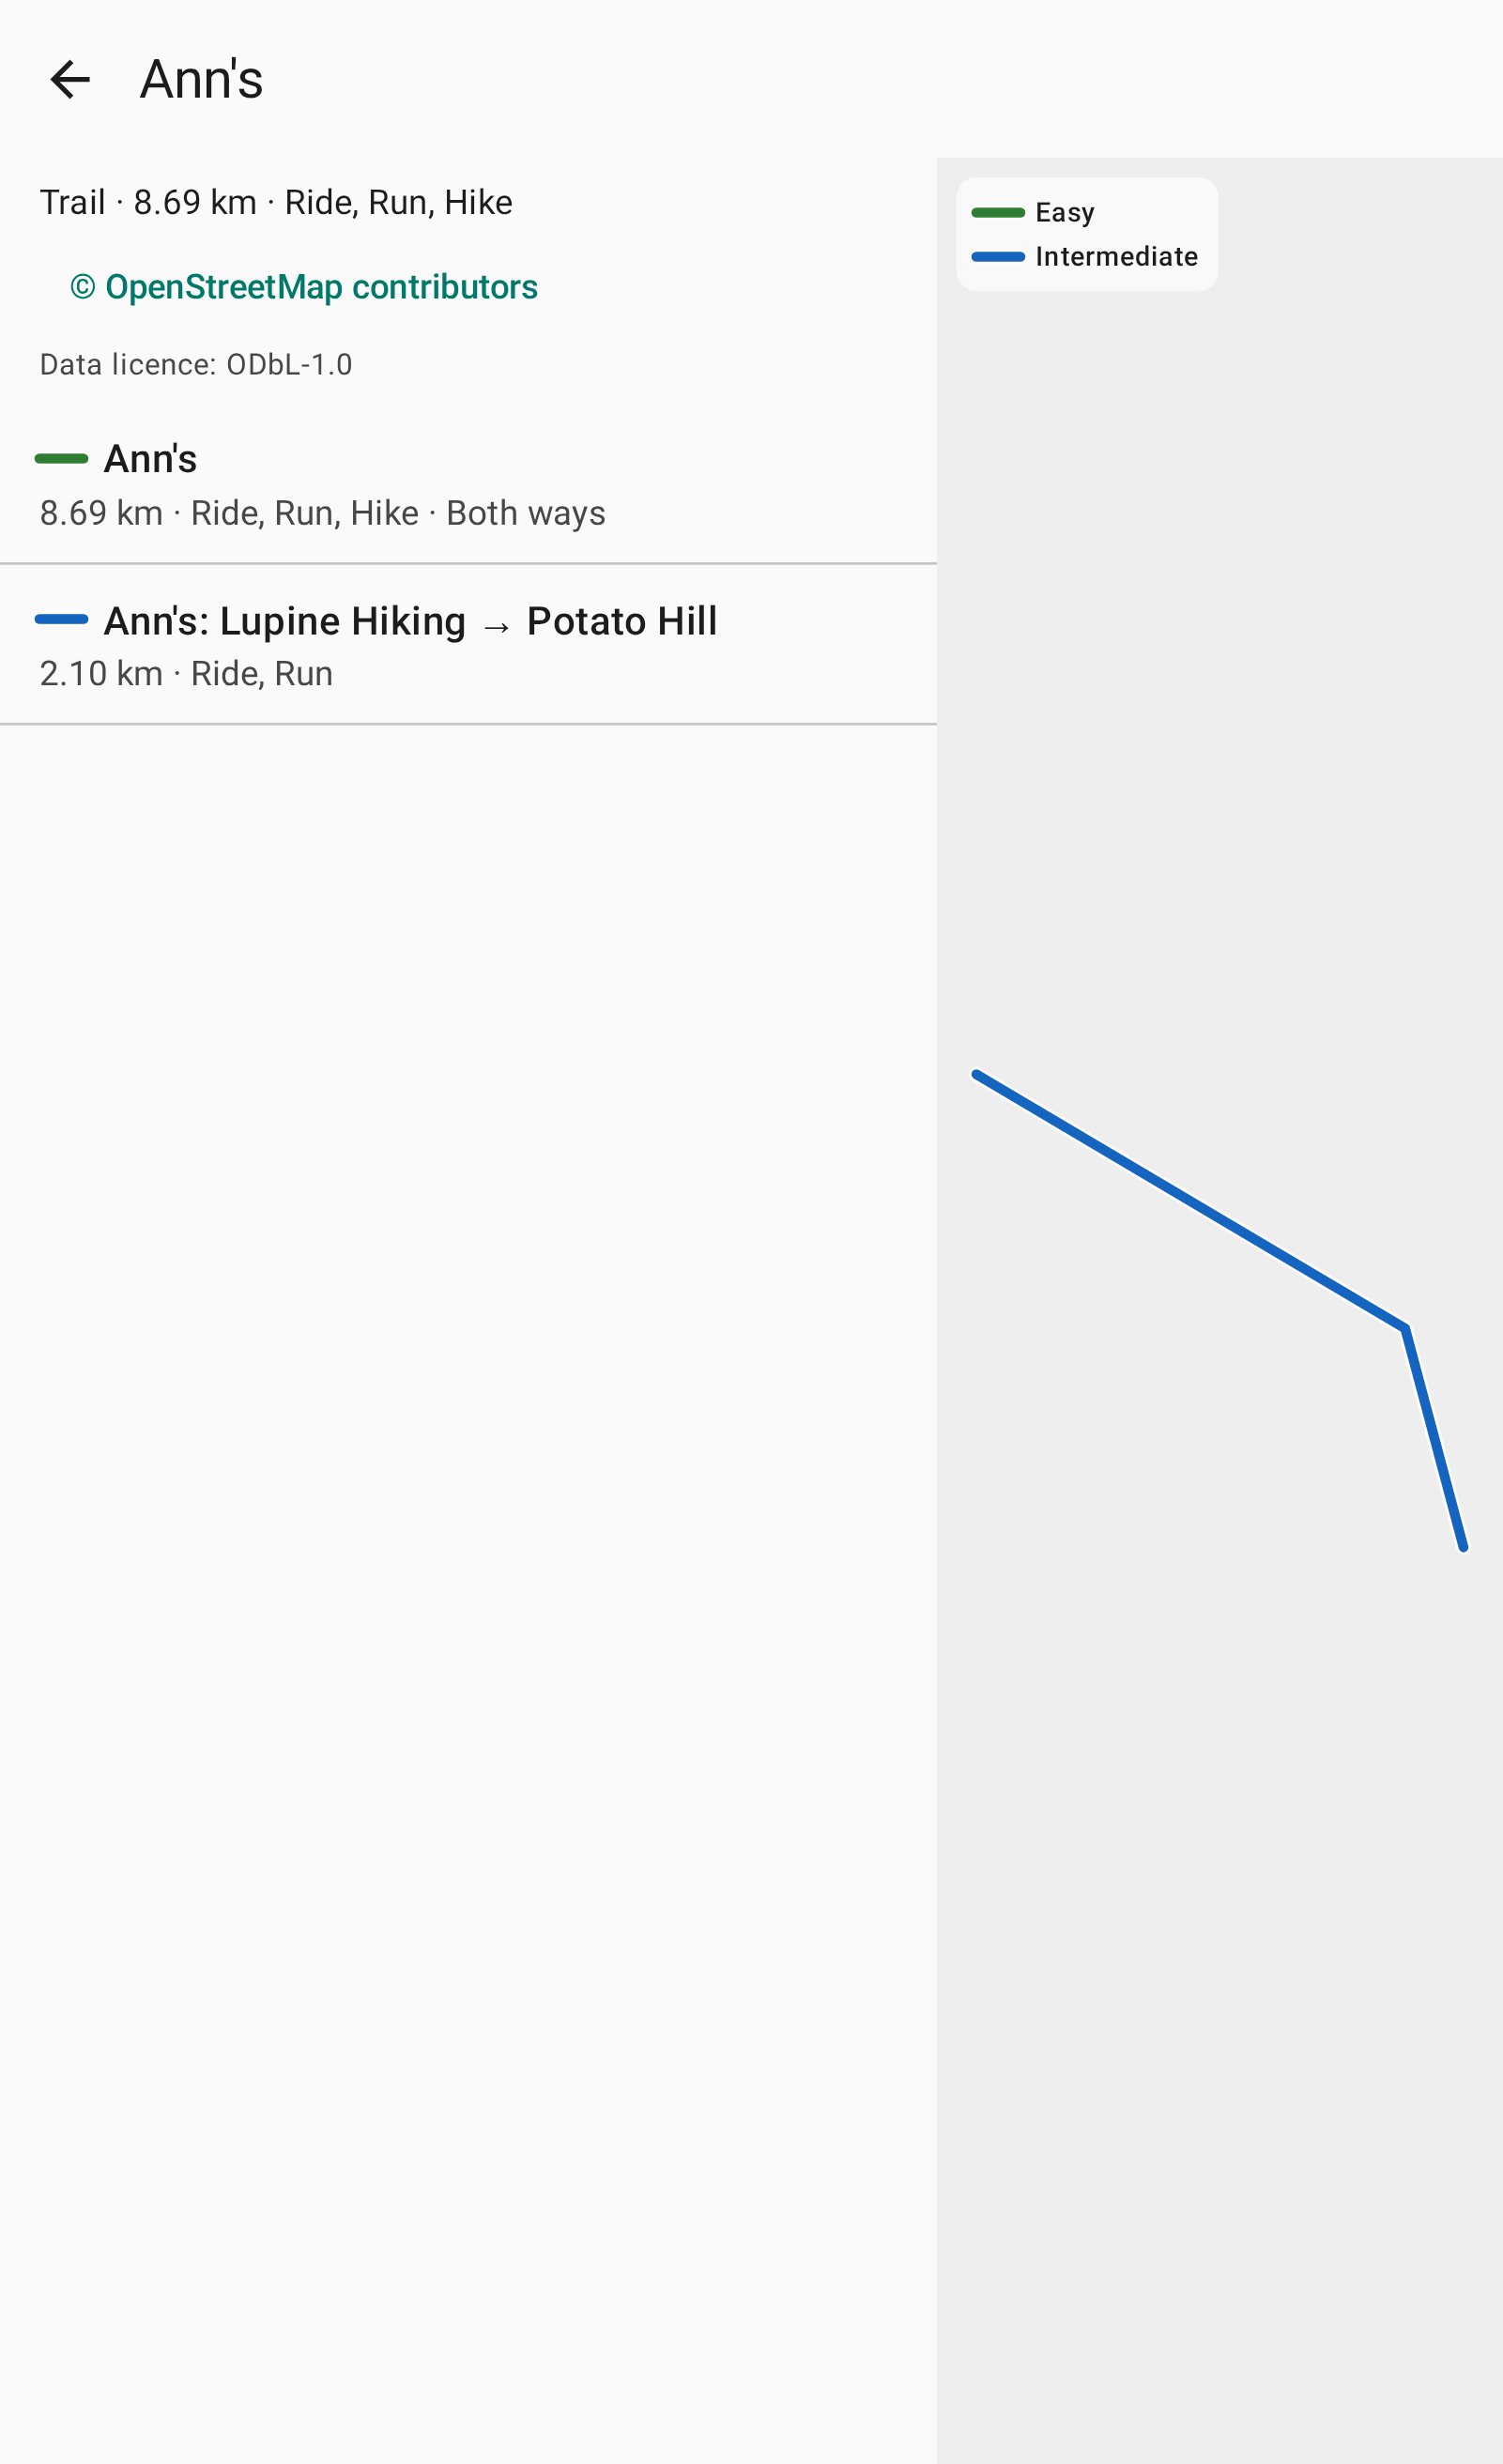 Ann's
Trail · 8.69 km · Ride, Run, Hike
© OpenStreetMap contributors
Data licence: ODbL-1.0
Ann's
8.69 km · Ride, Run, Hike · Both ways
Ann's: Lupine Hiking → Potato Hill
2.10 km · Ride, Run
Easy
Intermediate